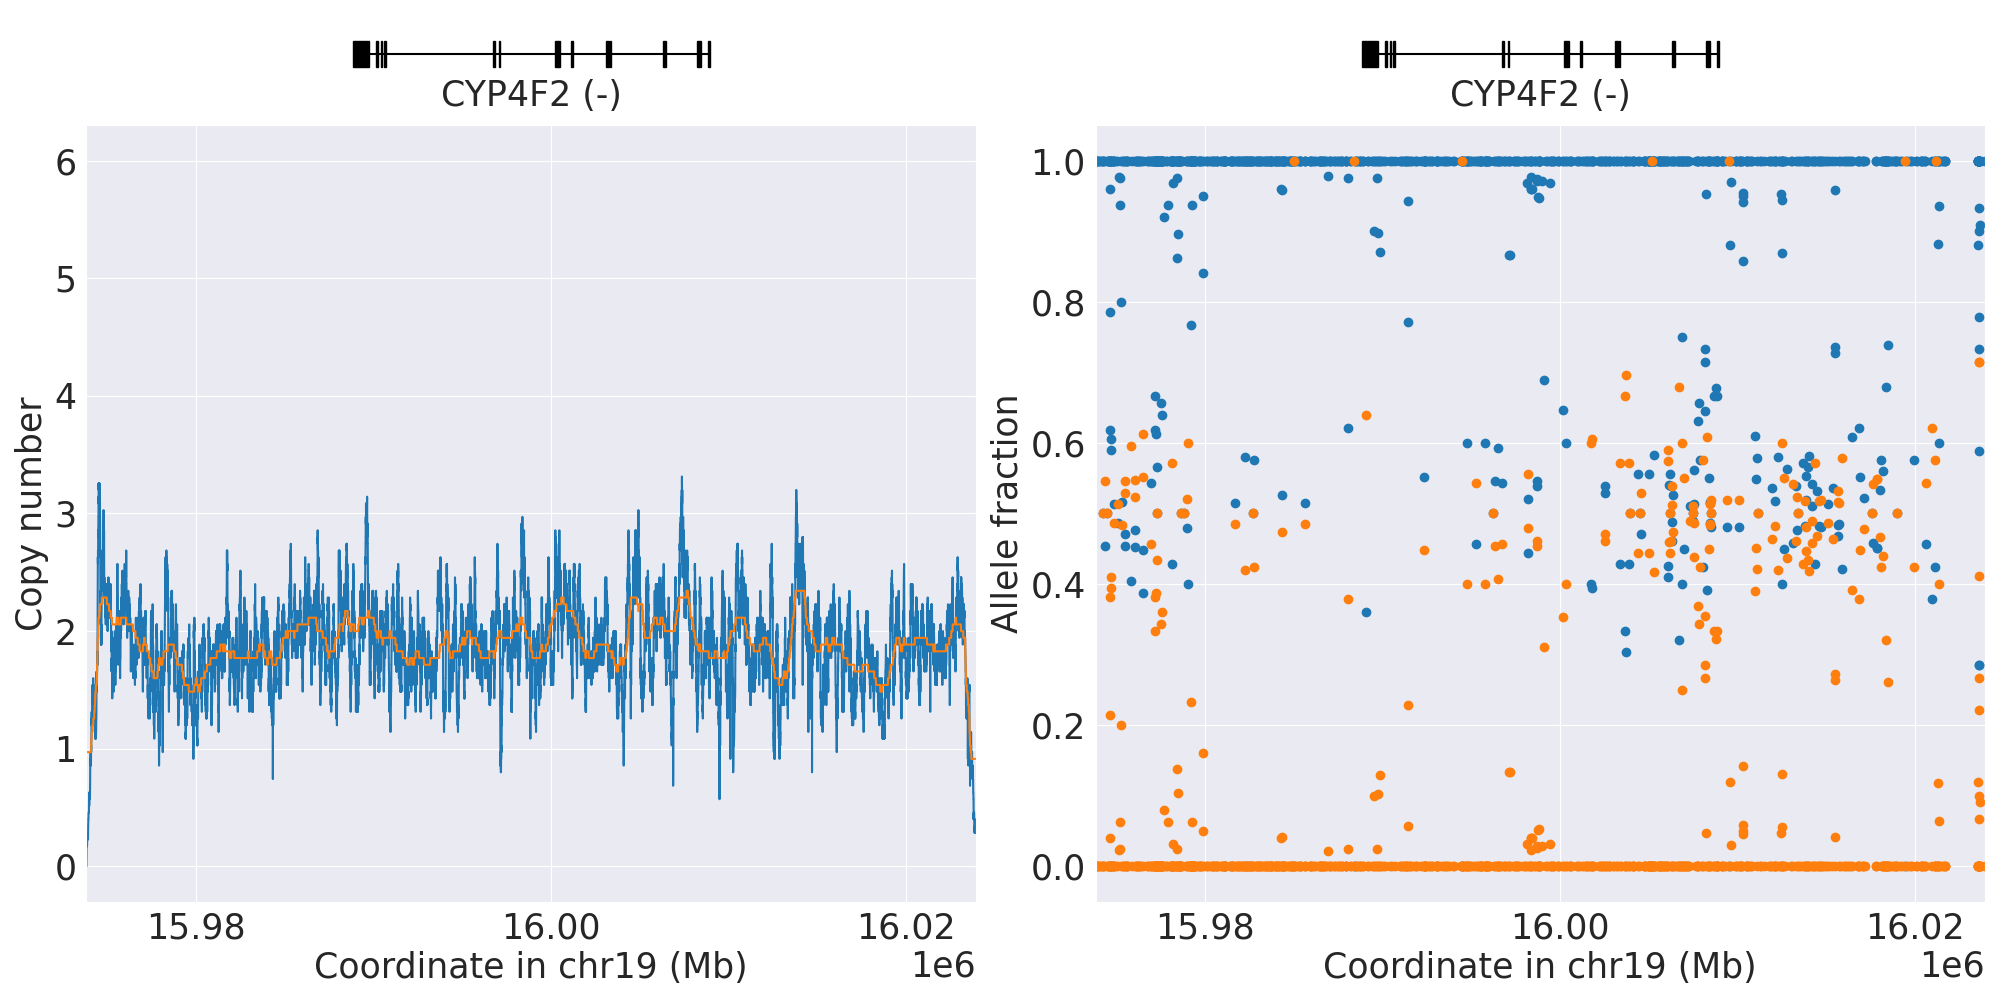 CYP4F2 (-)
6
5
4
3
2
1
0
Copy number
15.98
16.00
16.02
Coordinate in chr19 (Mb)
1e6
CYP4F2 (-)
1.0
0.8
0.6
0.4
0.2
0.0
Allele fraction
15.98
16.00
16.02
Coordinate in chr19 (Mb)
1e6